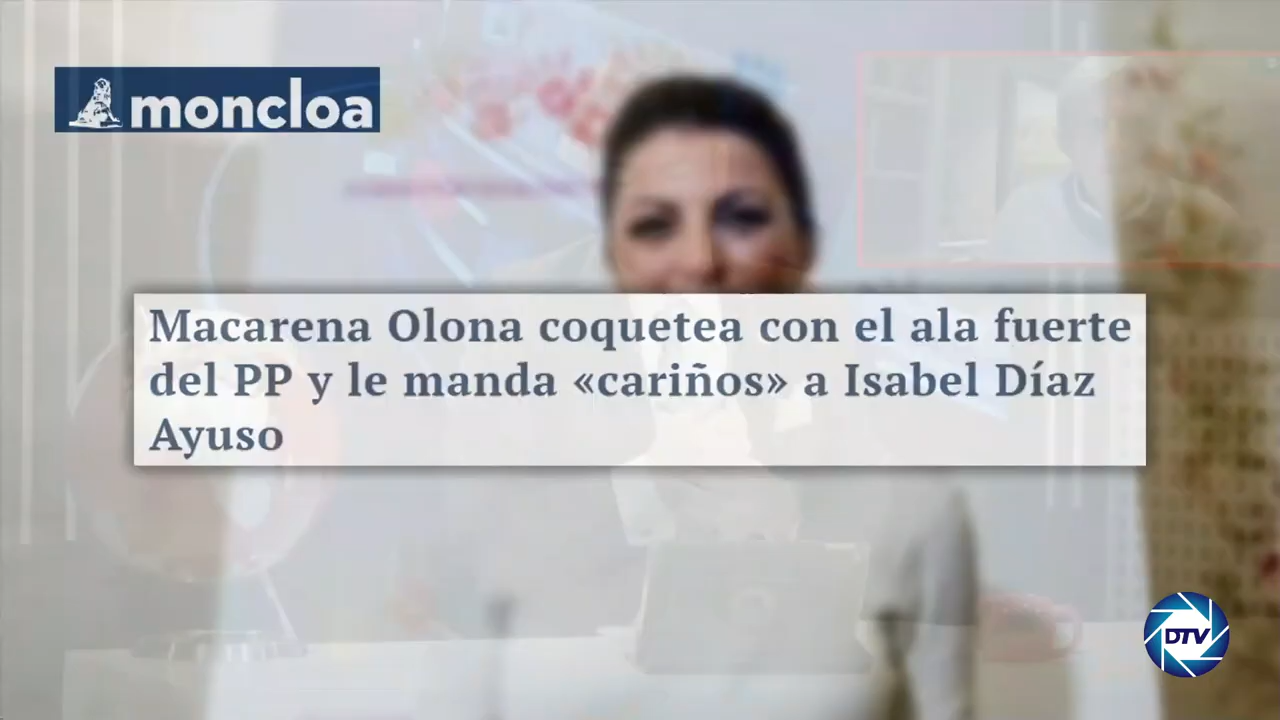 moncloa
Macarena Olona coquetea con el ala fuerte
del PP y le manda «cariños» a Isabel Díaz
Ayuso
DTV